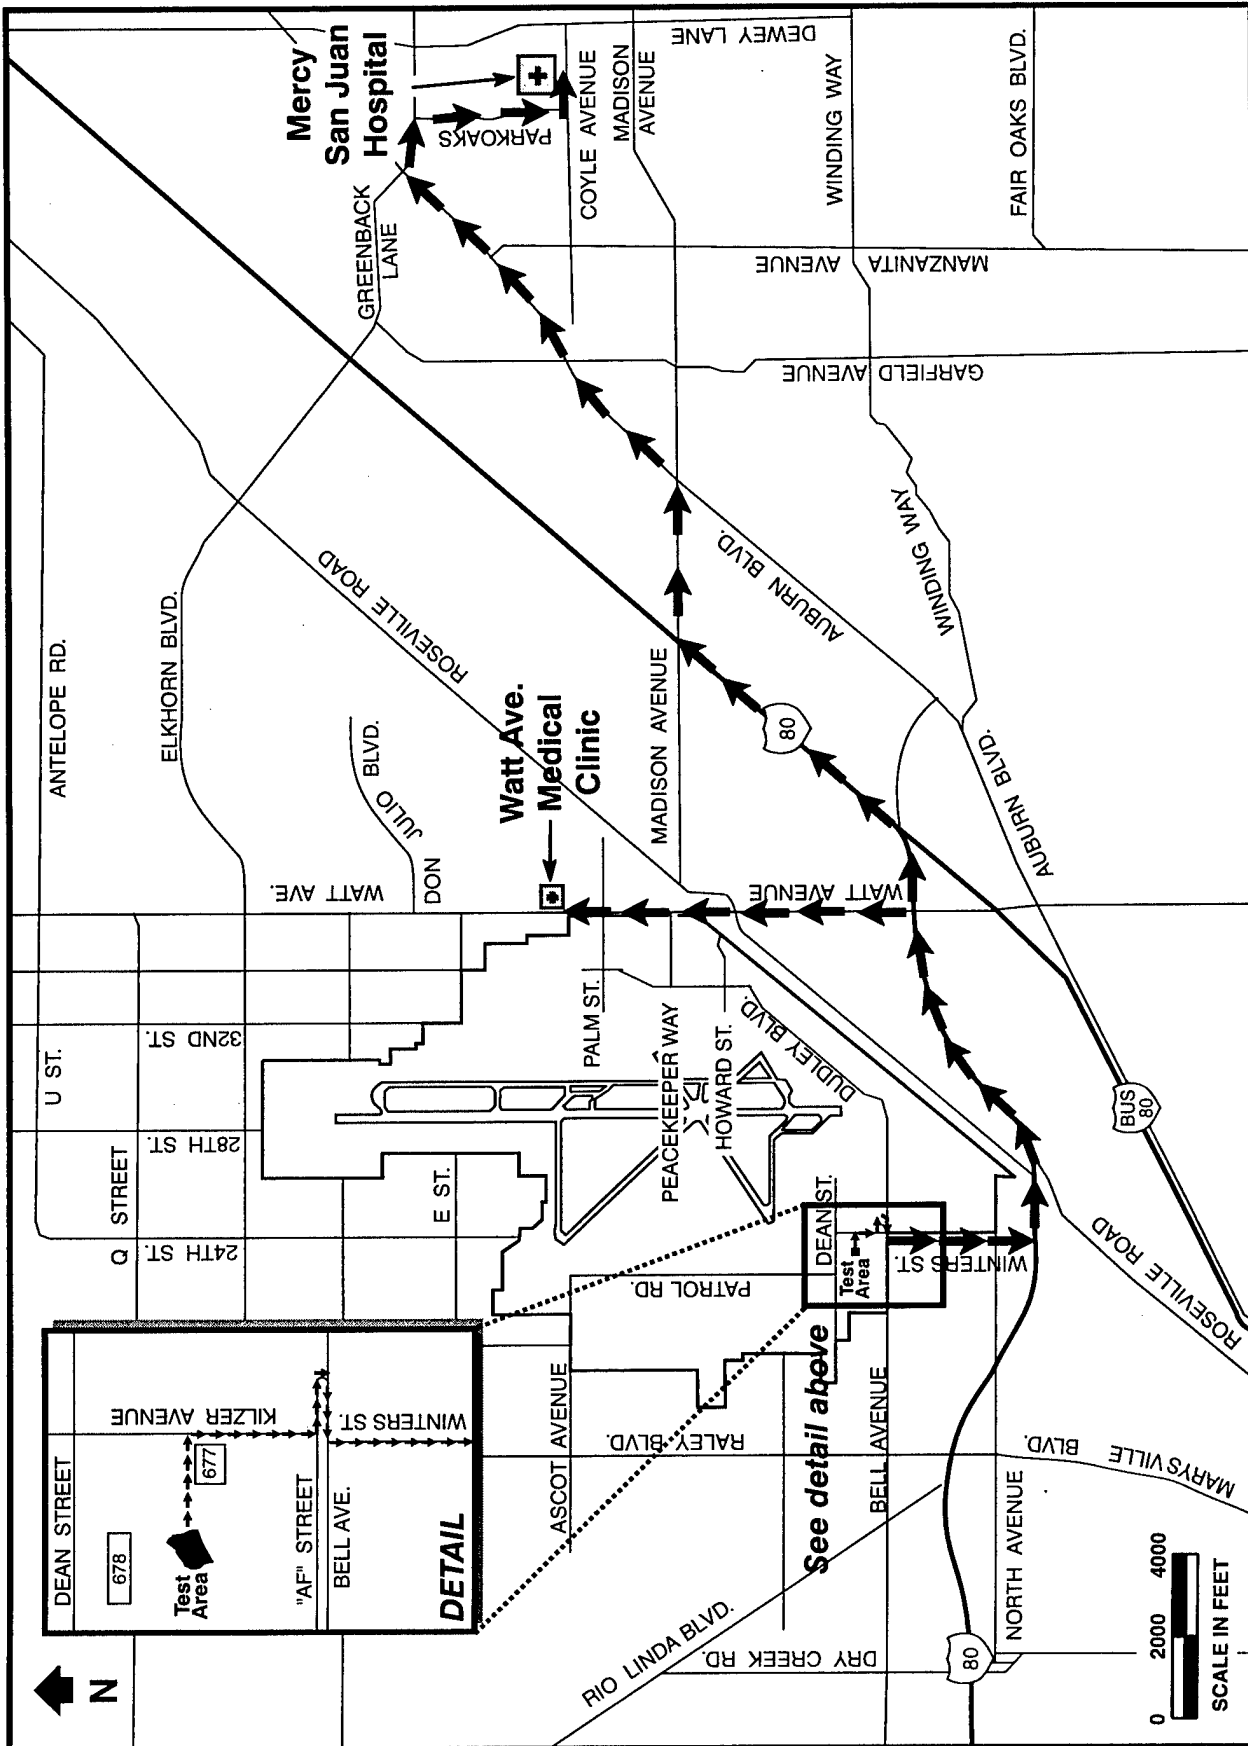 N
DETAIL
DEAN STREET
678
677
Test
Area
KILZER AVENUE
"AF" STREET
BELL AVE.
WINTERS ST.
U ST.
ANTELOPE RD.
Q STREET
24TH ST.
28TH ST.
32ND ST.
E ST.
ELKHORN BLVD.
WATT AVE.
DON
JULIO
BLVD.
GREENBACK
LANE
Mercy
San Juan
Hospital
PARKOAKS
COYLE AVENUE
MADISON
AVENUE
DEWEY LANE
ROSEVILLE ROAD
Watt Ave.
Medical
Clinic
ASCOT AVENUE
PALM ST.
PEACEKEEPER WAY
HOWARD ST.
DUDLEY BLVD.
MADISON AVENUE
WATT AVENUE
80
AUBURN BLVD.
GARFIELD AVENUE
MANZANITA AVENUE
WINDING WAY
WINDING WAY
FAIR OAKS BLVD.
RALEY BLVD.
PATROL RD.
See detail above
DEAN ST.
Test
Area
WINTERS ST.
BELL AVENUE
RIO LINDA BLVD.
DRY CREEK RD.
80
NORTH AVENUE
MARYSVILLE BLVD.
ROSEVILLE ROAD
BUS
80
AUBURN BLVD.
0 2000 4000
SCALE IN FEET